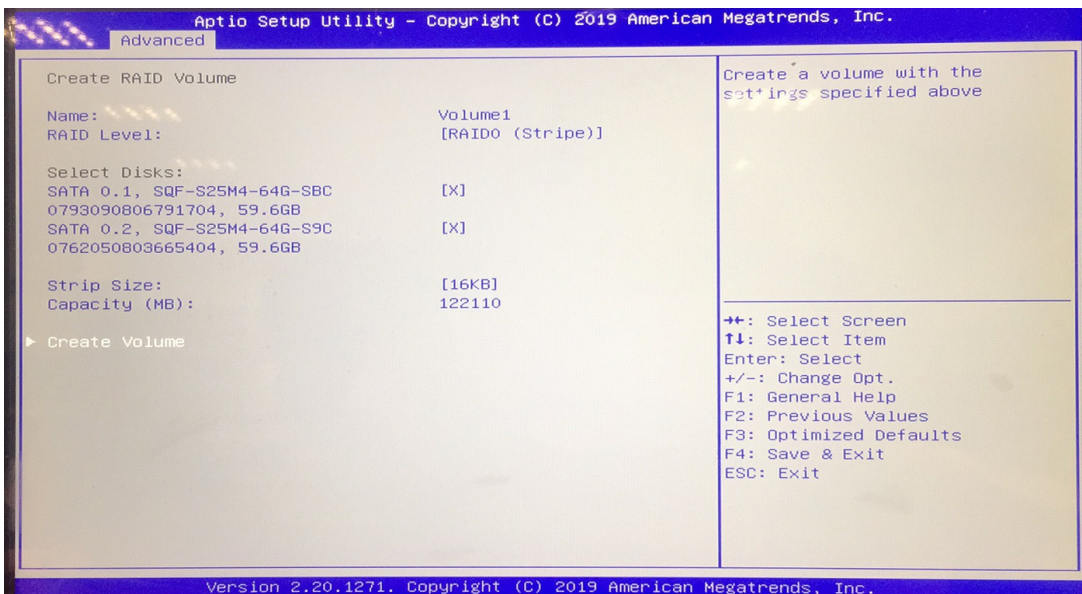 Aptio Setup Utility – Copyright (C) 2019 American Megatrends, Inc.
Advanced
Create RAID Volume
Name: Volume1
RAID Level: [RAID0 (Stripe)]
Select Disks:
SATA 0.1, SQF-S25M4-64G-SBC [X]
0793090806791704, 59.6GB
SATA 0.2, SQF-S25M4-64G-S9C [X]
0762050803665404, 59.6GB
Strip Size: [16KB]
Capacity (MB): 122110
► Create Volume
Create a volume with the
settings specified above
→←: Select Screen
↑↓: Select Item
Enter: Select
+/-: Change Opt.
F1: General Help
F2: Previous Values
F3: Optimized Defaults
F4: Save & Exit
ESC: Exit
Version 2.20.1271. Copyright (C) 2019 American Megatrends, Inc.